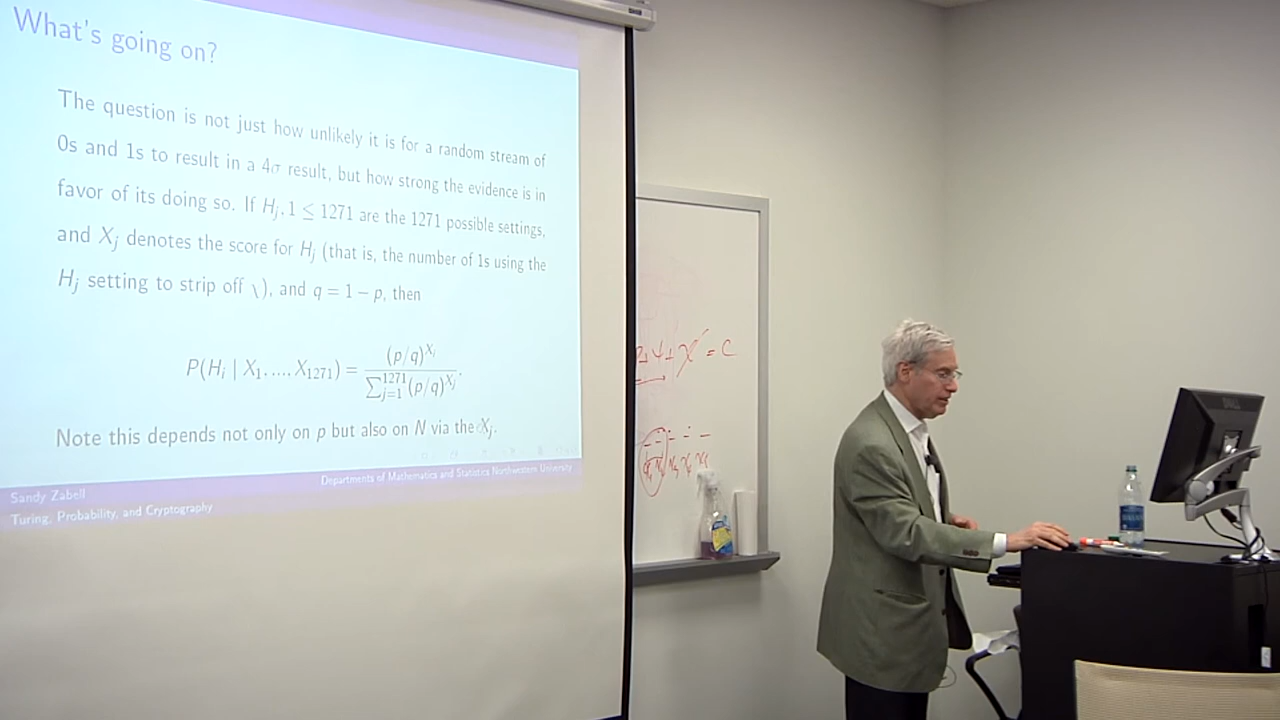 What's going on?
The question is not just how unlikely it is for a random stream of
0s and 1s to result in a 4σ result, but how strong the evidence is in
favor of its doing so. If H_j, 1 ≤ 1271 are the 1271 possible settings,
and X_j denotes the score for H_j (that is, the number of 1s using the
H_j setting to strip off \), and q = 1 − p, then
P(H_i | X_1, ..., X_1271) = (p/q)^{X_i} / ∑_{j=1}^{1271} (p/q)^{X_j}.
Note this depends not only on p but also on N via the X_j.
Departments of Mathematics and Statistics Northwestern University
Sandy Zabell
Turing, Probability, and Cryptography
= C
DELL